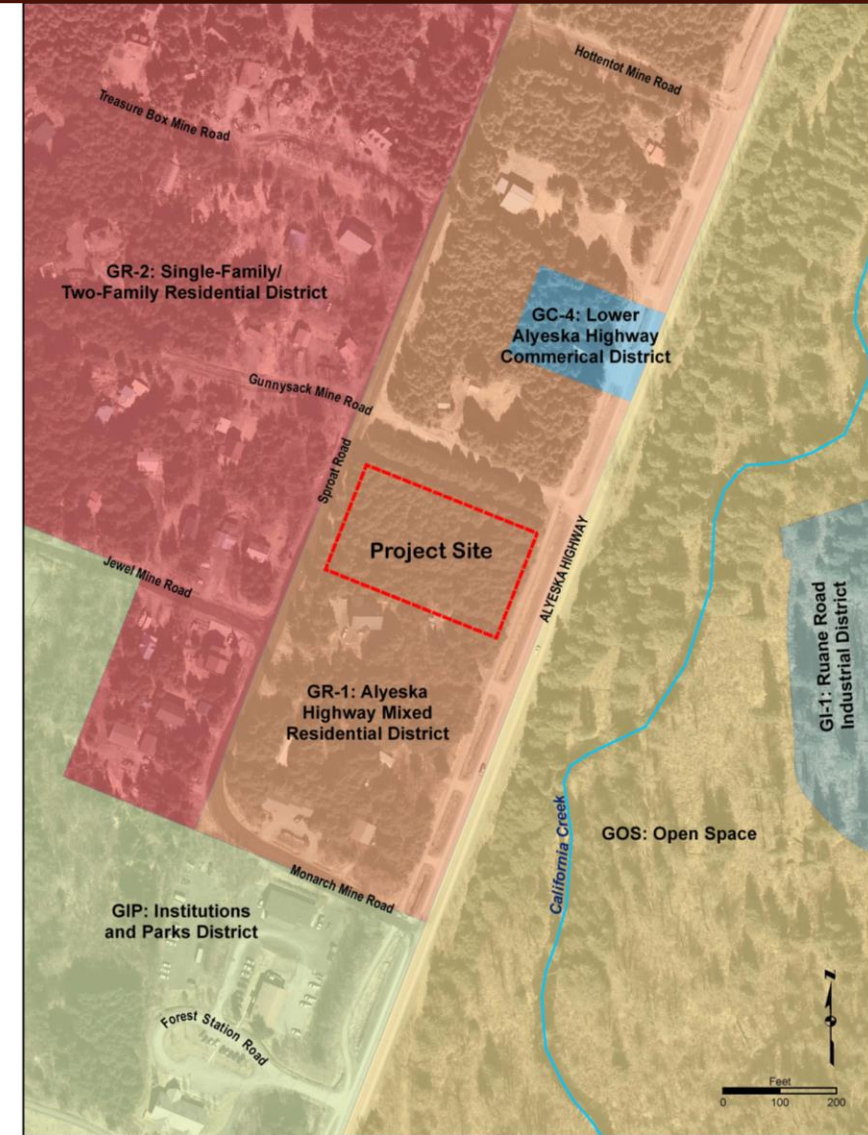 Hottentot Mine Road
Treasure Box Mine Road
GR-2: Single-Family/
Two-Family Residential District
GC-4: Lower
Alyeska Highway
Commerical District
Gunnysack Mine Road
Sproat Road
Project Site
ALYESKA HIGHWAY
Jewel Mine Road
GI-1: Ruane Road
Industrial District
GR-1: Alyeska
Highway Mixed
Residential District
California Creek
GOS: Open Space
Monarch Mine Road
GIP: Institutions
and Parks District
Forest Station Road
Z
Feet
0 100 200